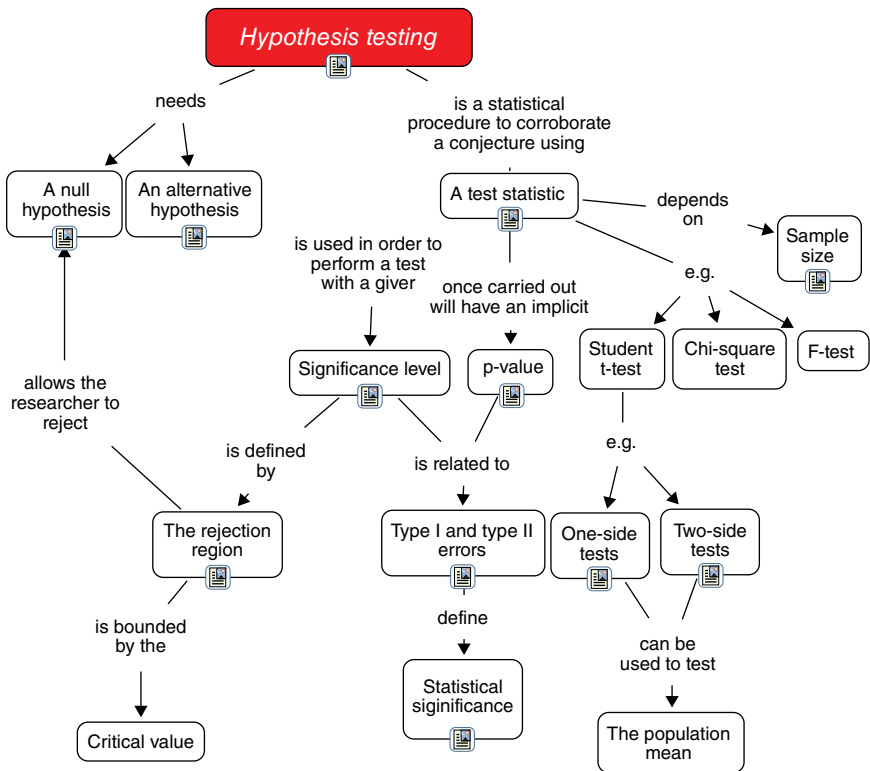 Hypothesis testing
needs
is a statistical
procedure to corroborate
a conjecture using
A null
hypothesis
An alternative
hypothesis
A test statistic
depends
on
Sample
size
is used in order to
perform a test
with a giver
once carried out
will have an implicit
e.g.
Student
t-test
Chi-square
test
F-test
Significance level
p-value
allows the
researcher to
reject
is defined
by
is related to
e.g.
The rejection
region
Type I and type II
errors
One-side
tests
Two-side
tests
is bounded
by the
define
can be
used to test
Critical value
Statistical
siginificance
The population
mean